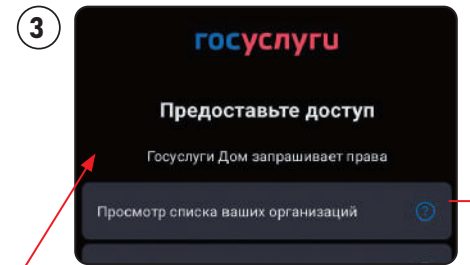 3
госуслуги
Предоставьте доступ
Госуслуги Дом запрашивает права
Просмотр списка ваших организаций ?